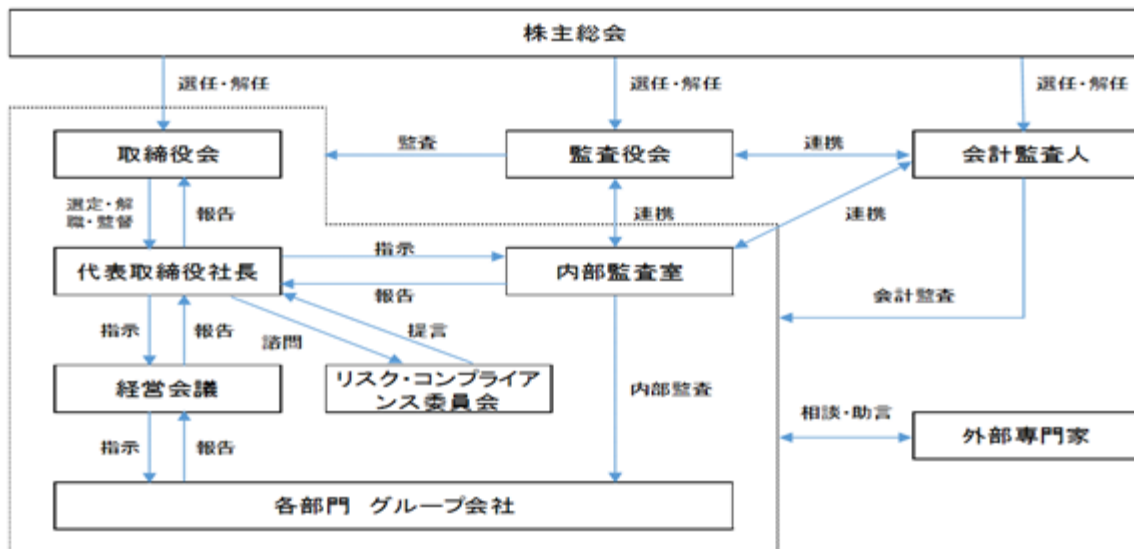 株主総会
選任・解任
選任・解任
選任・解任
取締役会
監査
監査役会
連携
会計監査人
選定・解
職・監督
報告
連携
連携
代表取締役社長
指示
報告
内部監査室
会計監査
指示
報告
諮問
提言
経営会議
リスク・コンプライア
ンス委員会
内部監査
相談・助言
外部専門家
指示
報告
各部門 グループ会社